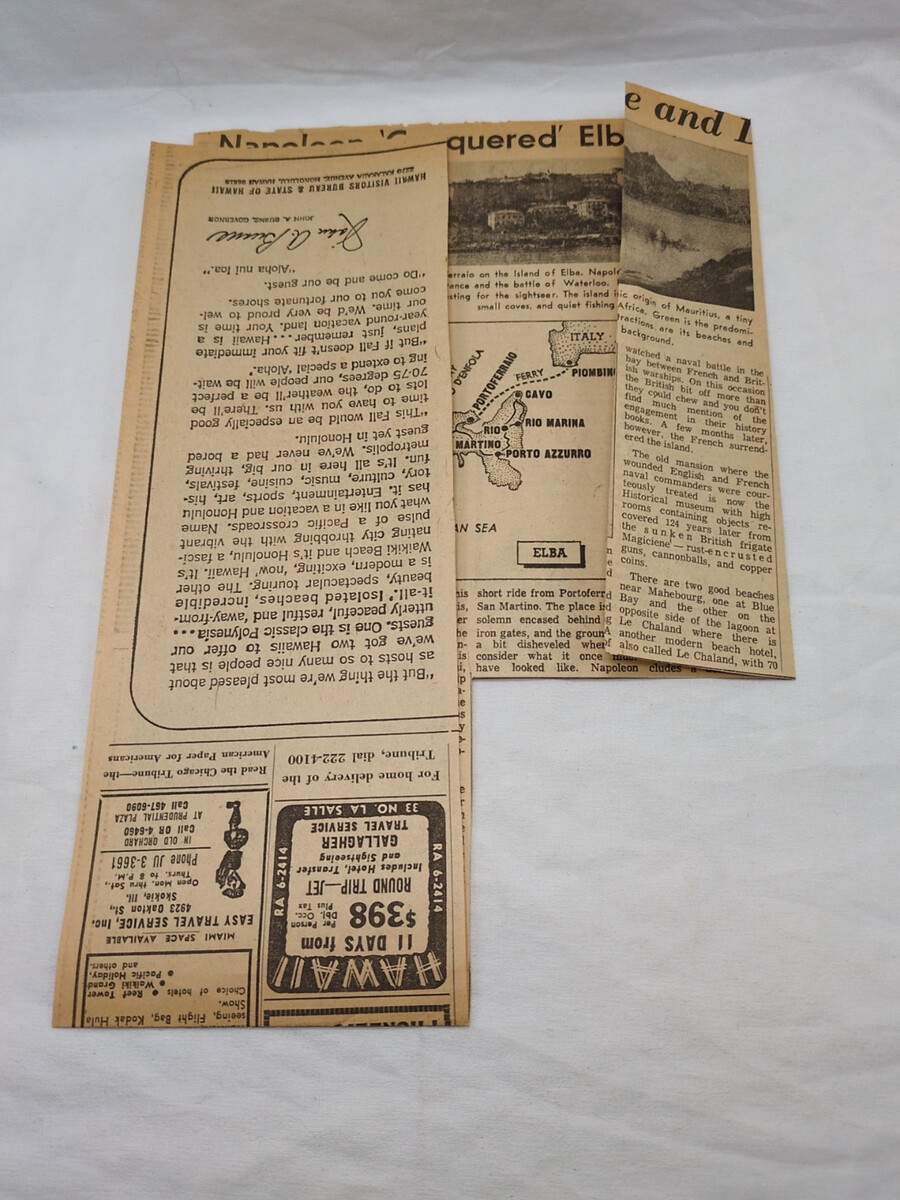 Napoleon 'C quered' Elb
e and
erraio on the Island of Elba. Napol
ance and the battle of Waterloo.
sting for the sightseer. The island
small coves, and quiet fishing
ITALY
D'ENFOLA
PORTOFERRAIO
FERRY
PIOMBINO
CAVO
RIO
RIO MARINA
MARTINO
PORTO AZZURRO
AN SEA
ELBA
short ride from Portoferr
San Martino. The place i
solemn encased behind
iron gates, and the groun
a bit disheveled whe
consider what it once
have looked like. Napoleon cludes a
ic origin of Mauritius, a tiny
Africa. Green is the predomi-
tractions are its beaches and
background.
watched a naval battle in the
bay between French and Brit-
ish warships. On this occasion
the British bit off more than
they could chew and you don't
find much mention of the
engagement in their history
books. A few months later,
however, the French surrend-
ered the island.
The old mansion where the
wounded English and French
naval commanders were cour-
teously treated is now the
Historical museum with high
rooms containing objects re-
covered 124 years later from
the sunken British frigate
Magiciene — rust-encrusted
guns, cannonballs, and copper
coins.
There are two good beaches
near Mahebourg, one at Blue
Bay and the other on the
opposite side of the lagoon at
Le Chaland where there is
another modern beach hotel,
also called Le Chaland, with 70
PIONEER
HAWAII
11 DAYS from
$398 Per Person
Dbl. Occ.
Plus Tax
ROUND TRIP—JET
Includes Hotel, Transfer
and Sightseeing
GALLAGHER
TRAVEL SERVICE
33 NO. LA SALLE
RA 6-2414
RA 6-2414
For home delivery of the
Tribune, dial 222-4100
seeing, Flight Bag, Kodak Hula
Show.
Choice of hotels • Reef Tower
• Waikiki Grand
• Pacific Holiday,
and others.
MIAMI SPACE AVAILABLE
EASY TRAVEL SERVICE, Inc.
4923 Oakton St.,
Skokie, Ill.
Open Mon. thru Sat.,
Thurs. to 8 P.M.
Phone JU 3-3661
IN OLD ORCHARD
Call OR 4-6460
AT PRUDENTIAL PLAZA
Call 467-6090
Read the Chicago Tribune—the
American Paper for Americans
"But the thing we're most pleased about
as hosts to so many nice people is that
we've got two Hawaiis to offer our
guests. One is the classic Polynesia...
utterly peaceful, restful and 'away-from-
it-all.' Isolated beaches, incredible
beauty, spectacular touring. The other
is a modern, exciting, 'now' Hawaii. It's
Waikiki Beach and it's Honolulu, a fasci-
nating city throbbing with the vibrant
pulse of a Pacific crossroads. Name
what you like in a vacation and Honolulu
has it. Entertainment, sports, art, his-
tory, culture, music, cuisine, festivals,
fun. It's all here in our big, thriving
metropolis. We've never had a bored
guest yet in Honolulu.
"This Fall would be an especially good
time to have you with us. There'll be
lots to do, the weather'll be a perfect
70-75 degrees, our people will be wait-
ing to extend a special 'Aloha'.
"But if Fall doesn't fit your immediate
plans, just remember....Hawaii is a
year-round vacation land. Your time is
our time. We'd be very proud to wel-
come you to our fortunate shores.
"Do come and be our guest.
"Aloha nui loa."
John A. Burns
JOHN A. BURNS, GOVERNOR
HAWAII VISITORS BUREAU & STATE OF HAWAII
2270 KALAKAUA AVENUE, HONOLULU, HAWAII 96815